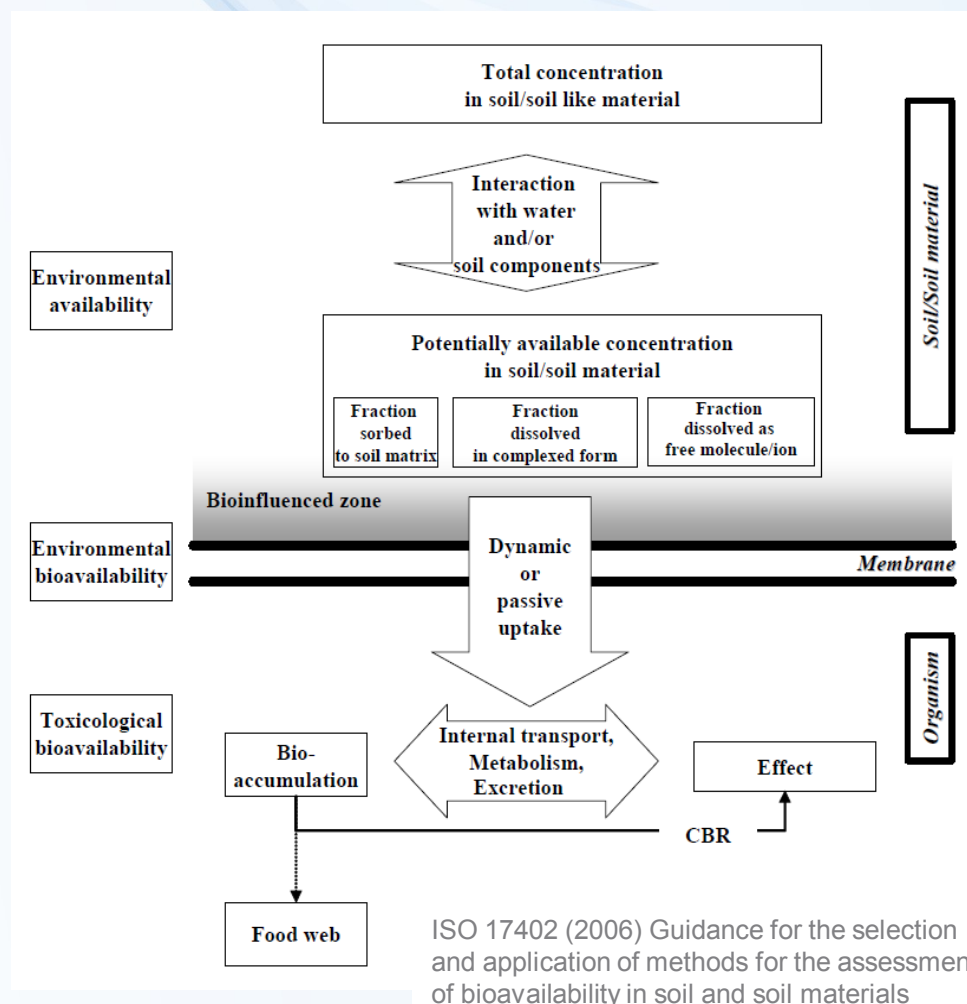 Total concentration
in soil/soil like material
Interaction
with water
and/or
soil components
Environmental
availability
Soil/Soil material
Potentially available concentration
in soil/soil material
Fraction
sorbed
to soil matrix
Fraction
dissolved
in complexed form
Fraction
dissolved as
free molecule/ion
Bioinfluenced zone
Environmental
bioavailability
Dynamic
or
passive
uptake
Membrane
Organism
Toxicological
bioavailability
Bio-
accumulation
Internal transport,
Metabolism,
Excretion
Effect
CBR
Food web
ISO 17402 (2006) Guidance for the selection
and application of methods for the assessmen
of bioavailability in soil and soil materials